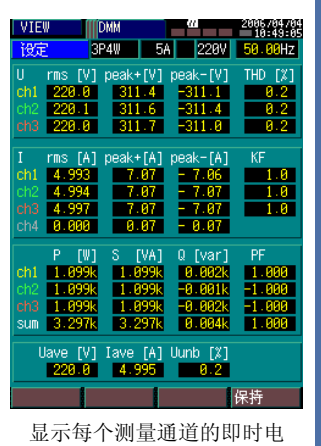 VIEW DMM 2006/04/04
10:49:05
设定 3P4W 5A 220V 50.00Hz
U rms [V] peak+[V] peak-[V] THD [%]
ch1 220.0 311.4 -311.1 0.2
ch2 220.1 311.6 -311.4 0.2
ch3 220.0 311.7 -311.0 0.2
I rms [A] peak+[A] peak-[A] KF
ch1 4.993 7.07 - 7.06 1.0
ch2 4.994 7.07 - 7.07 1.0
ch3 4.997 7.07 - 7.07 1.0
ch4 0.000 0.07 - 0.07
P [W] S [VA] Q [var] PF
ch1 1.099k 1.099k 0.002k 1.000
ch2 1.099k 1.099k -0.001k -1.000
ch3 1.099k 1.099k -0.002k -1.000
sum 3.297k 3.297k 0.004k 1.000
Uave [V] Iave [A] Uunb [%]
220.0 4.995 0.2
保持
显示每个测量通道的即时电